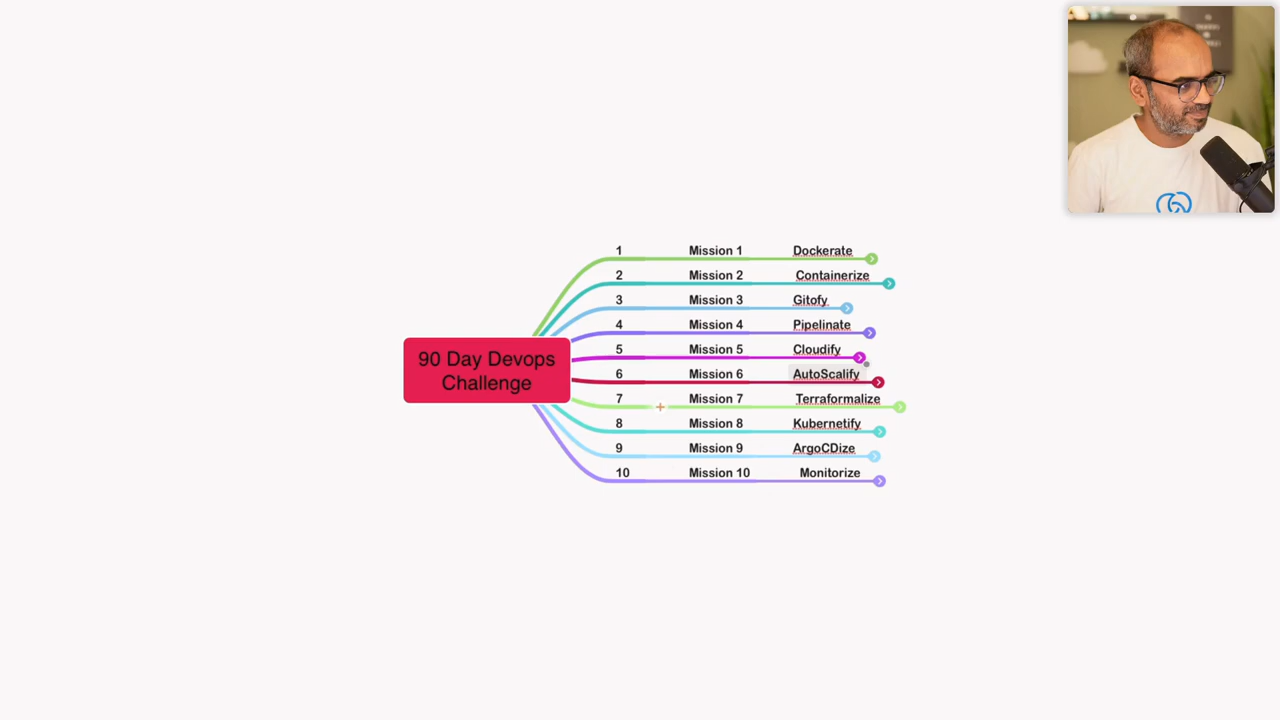 90 Day Devops
Challenge
1 Mission 1 Dockerate
2 Mission 2 Containerize
3 Mission 3 Gitofy
4 Mission 4 Pipelinate
5 Mission 5 Cloudify
6 Mission 6 AutoScalify
7 Mission 7 Terraformalize
8 Mission 8 Kubernetify
9 Mission 9 ArgoCDize
10 Mission 10 Monitorize